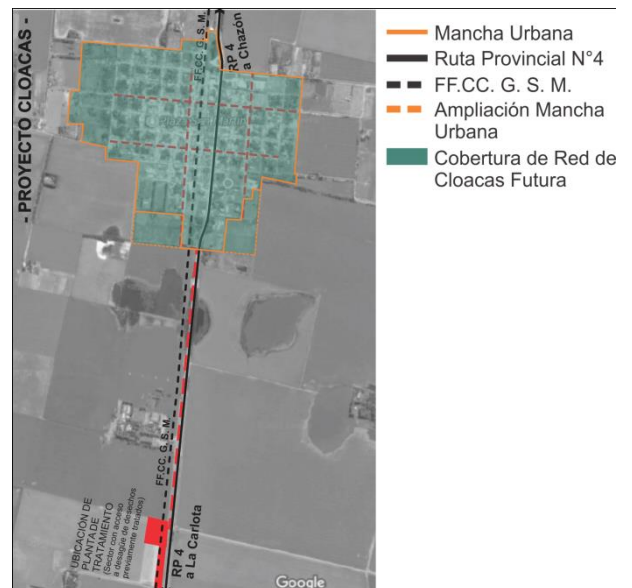 - PROYECTO CLOACAS -
FF.CC. G. S. M.
RP 4
a Chazón
FF.CC. G. S. M.
RP 4
a La Carlota
UBICACIÓN DE
PLANTA DE
TRATAMIENTO
(Sector con acceso
a desagüe de desechos
previamente tratados)
Google
Mancha Urbana
Ruta Provincial N°4
FF.CC. G. S. M.
Ampliación Mancha
Urbana
Cobertura de Red de
Cloacas Futura